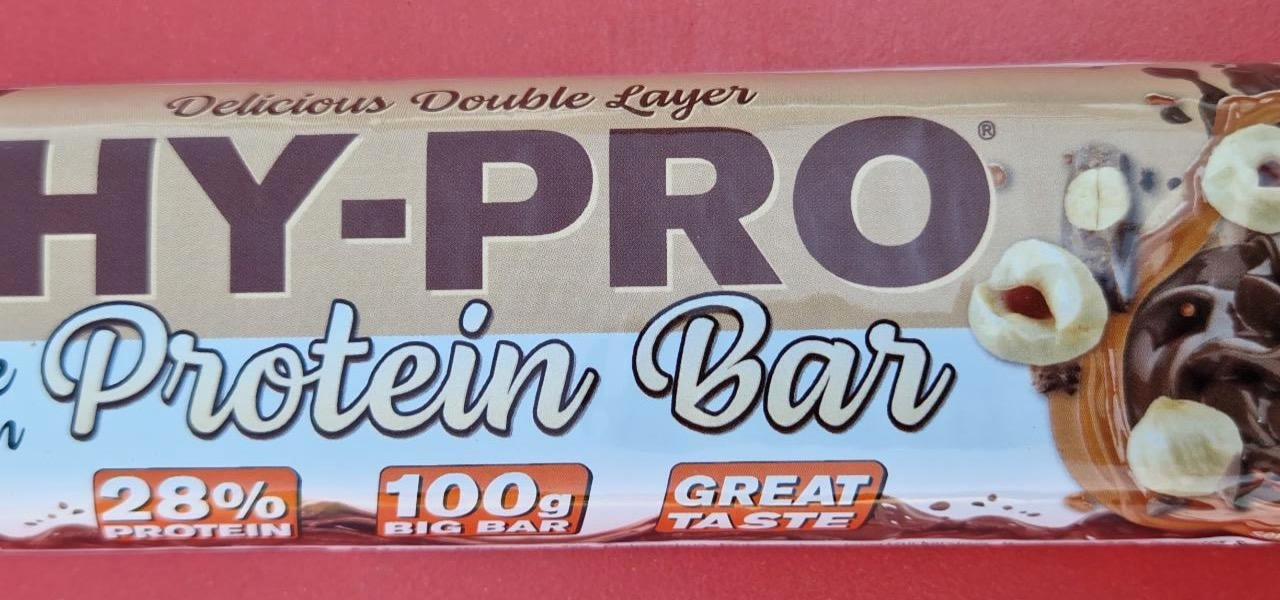 Delicious Double Layer
HY-PRO®
Protein Bar
28% 100g GREAT
PROTEIN BIG BAR TASTE